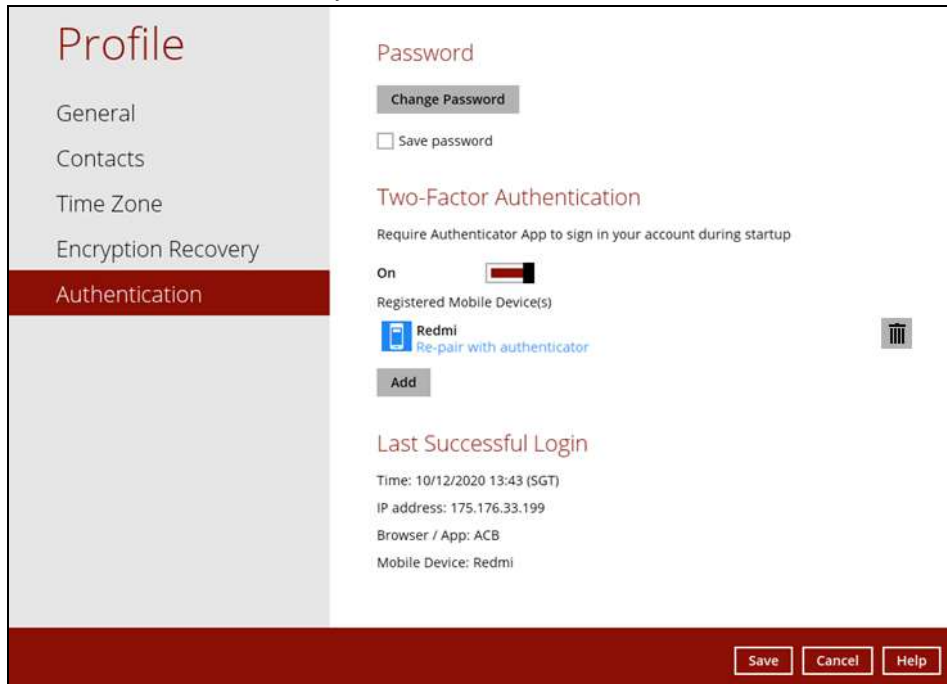 Profile
General
Contacts
Time Zone
Encryption Recovery
Authentication
Password
Change Password
Save password
Two-Factor Authentication
Require Authenticator App to sign in your account during startup
On
Registered Mobile Device(s)
Redmi
Re-pair with authenticator
Add
Last Successful Login
Time: 10/12/2020 13:43 (SGT)
IP address: 175.176.33.199
Browser / App: ACB
Mobile Device: Redmi
Save Cancel Help